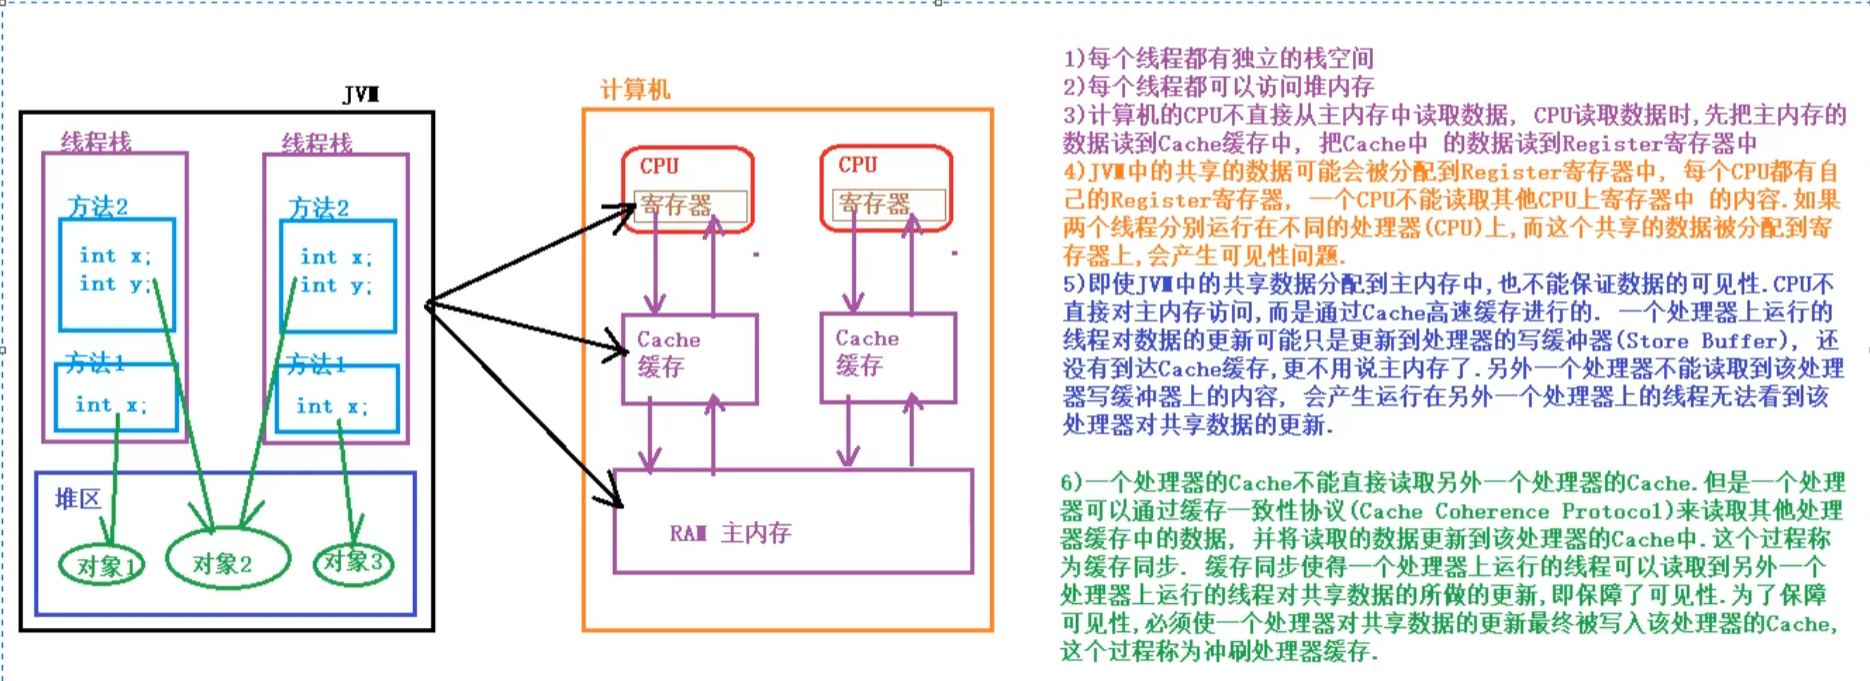 JVM
线程栈
线程栈
方法2
int x;
int y;
方法2
int x;
int y;
方法1
int x;
方法1
int x;
堆区
对象1
对象2
对象3
计算机
CPU
寄存器
CPU
寄存器
Cache
缓存
Cache
缓存
RAM 主内存
1)每个线程都有独立的栈空间
2)每个线程都可以访问堆内存
3)计算机的CPU不直接从主内存中读取数据, CPU读取数据时,先把主内存的
数据读到Cache缓存中, 把Cache中 的数据读到Register寄存器中
4)JVM中的共享的数据可能会被分配到Register寄存器中, 每个CPU都有自
己的Register寄存器, 一个CPU不能读取其他CPU上寄存器中 的内容.如果
两个线程分别运行在不同的处理器(CPU)上,而这个共享的数据被分配到寄
存器上,会产生可见性问题.
5)即使JVM中的共享数据分配到主内存中,也不能保证数据的可见性.CPU不
直接对主内存访问,而是通过Cache高速缓存进行的. 一个处理器上运行的
线程对数据的更新可能只是更新到处理器的写缓冲器(Store Buffer), 还
没有到达Cache缓存,更不用说主内存了.另外一个处理器不能读取到该处理
器写缓冲器上的内容, 会产生运行在另外一个处理器上的线程无法看到该
处理器对共享数据的更新.
6)一个处理器的Cache不能直接读取另外一个处理器的Cache.但是一个处理
器可以通过缓存一致性协议(Cache Coherence Protocol)来读取其他处理
器缓存中的数据, 并将读取的数据更新到该处理器的Cache中.这个过程称
为缓存同步. 缓存同步使得一个处理器上运行的线程可以读取到另外一个
处理器上运行的线程对共享数据的所做的更新,即保障了可见性.为了保障
可见性,必须使一个处理器对共享数据的更新最终被写入该处理器的Cache,
这个过程称为冲刷处理器缓存.